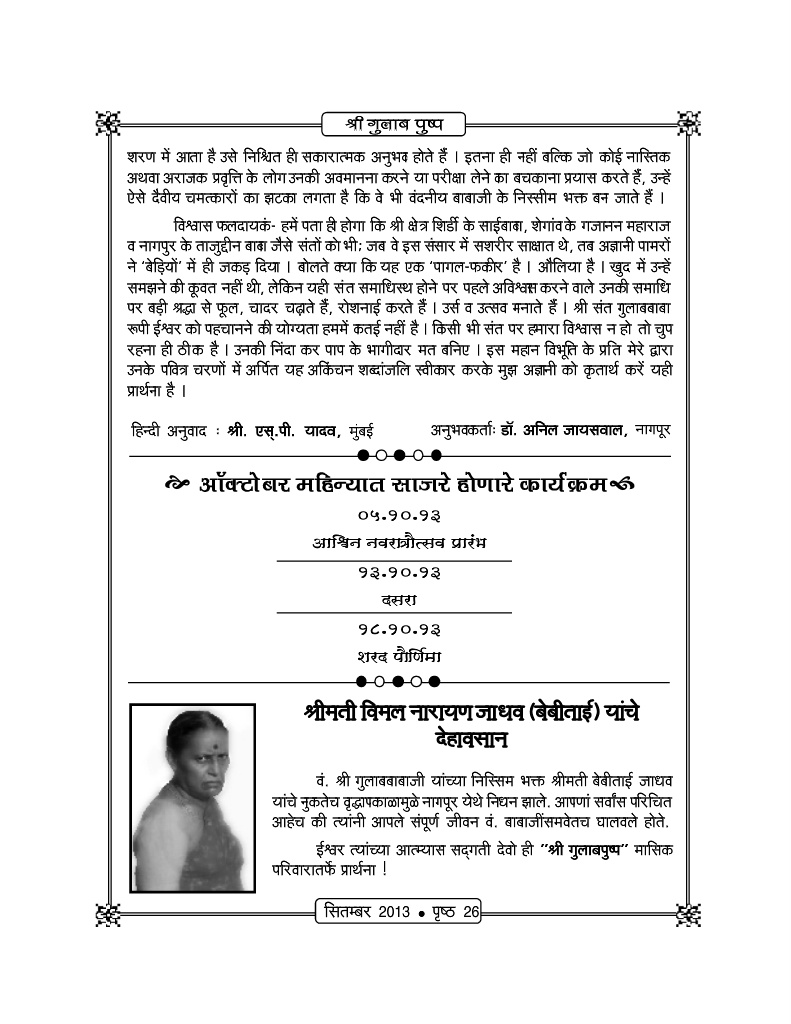 श्री गुलाब पुष्प
शरण में आता है उसे निश्चित ही सकारात्मक अनुभव होते हैं । इतना ही नहीं बल्कि जो कोई नास्तिक
अथवा अराजक प्रवृत्ति के लोग उनकी अवमानना करने या परीक्षा लेने का बचकाना प्रयास करते हैं, उन्हें
ऐसे दैवीय चमत्कारों का झटका लगता है कि वे भी वंदनीय बाबाजी के निस्सीम भक्त बन जाते हैं ।
विश्वास फलदायकं- हमें पता ही होगा कि श्री क्षेत्र शिर्डी के साईबाबा, शेगांव के गजानन महाराज
व नागपुर के ताजुद्दीन बाबा जैसे संतों को भी; जब वे इस संसार में सशरीर साक्षात थे, तब अज्ञानी पामरों
ने ‘बेड़ियों’ में ही जकड़ दिया । बोलते क्या कि यह एक ‘पागल-फकीर’ है । औलिया है । खुद में उन्हें
समझने की कूवत नहीं थी, लेकिन यही संत समाधिस्थ होने पर पहले अविश्वास करने वाले उनकी समाधि
पर बड़ी श्रद्धा से फूल, चादर चढ़ाते हैं, रोशनाई करते हैं । उर्स व उत्सव मनाते हैं । श्री संत गुलाबबाबा
रूपी ईश्वर को पहचानने की योग्यता हममें कतई नहीं है । किसी भी संत पर हमारा विश्वास न हो तो चुप
रहना ही ठीक है । उनकी निंदा कर पाप के भागीदार मत बनिए । इस महान विभूति के प्रति मेरे द्वारा
उनके पवित्र चरणों में अर्पित यह अकिंचन शब्दांजलि स्वीकार करके मुझ अज्ञानी को कृतार्थ करें यही
प्रार्थना है ।
हिन्दी अनुवाद : श्री. एस्.पी. यादव, मुंबई अनुभवकर्ताः डॉ. अनिल जायसवाल, नागपूर
ऑक्टोबर महिन्यात साजरे होणारे कार्यक्रम
०५.१०.१३
आश्विन नवरात्रौत्सव प्रारंभ
१३.१०.१३
दसरा
१८.१०.१३
शरद पौर्णिमा
श्रीमती विमल नारायण जाधव (बेबीताई) यांचे
देहावसान
वं. श्री गुलाबबाबाजी यांच्या निस्सिम भक्त श्रीमती बेबीताई जाधव
यांचे नुकतेच वृद्धापकाळामुळे नागपूर येथे निधन झाले. आपणां सर्वांस परिचित
आहेच की त्यांनी आपले संपूर्ण जीवन वं. बाबाजींसमवेतच घालवले होते.
ईश्वर त्यांच्या आत्म्यास सद्‌गती देवो ही ”श्री गुलाबपुष्प” मासिक
परिवारातर्फे प्रार्थना !
सितम्बर 2013 ● पृष्ठ 26